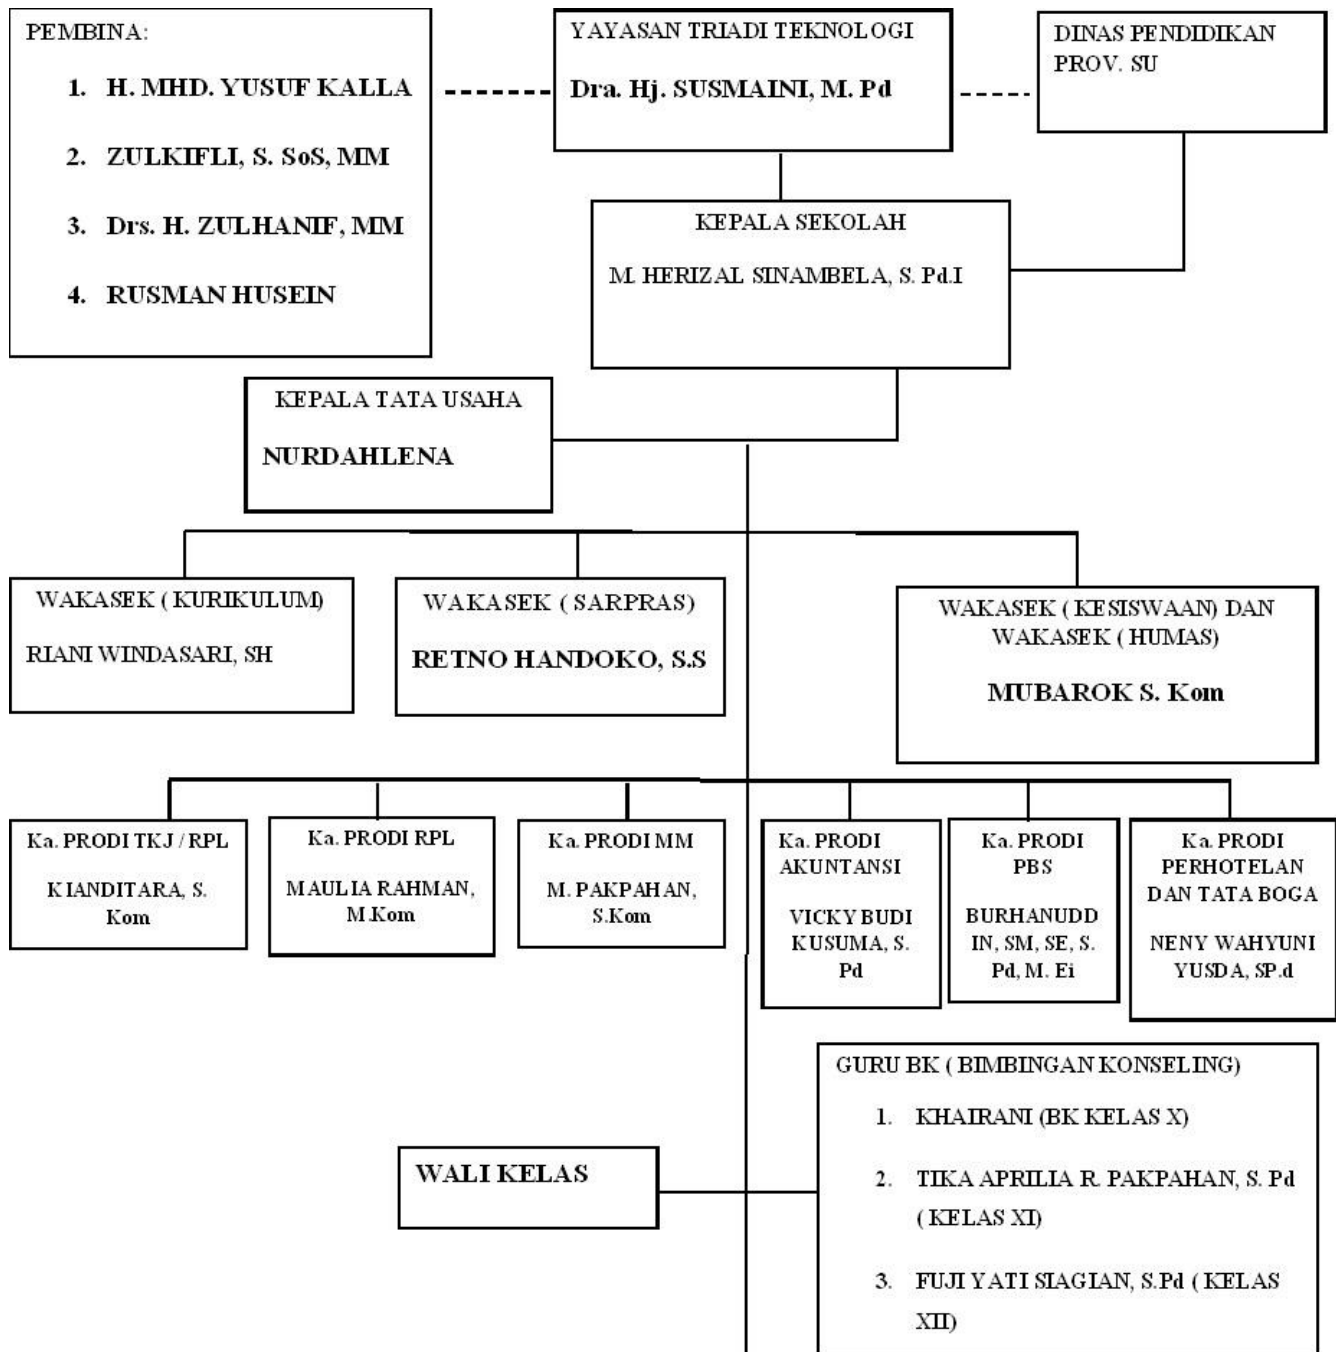 PEMBINA:
1. H. MHD. YUSUF KALLA
2. ZULKIFLI, S. SoS, MM
3. Drs. H. ZULHANIF, MM
4. RUSMAN HUSEIN
YAYASAN TRIADI TEKNOLOGI
Dra. Hj. SUSMAINI, M. Pd
DINAS PENDIDIKAN
PROV. SU
KEPALA SEKOLAH
M. HERIZAL SINAMBELA, S. Pd.I
KEPALA TATA USAHA
NURDAHLENA
WAKASEK ( KURIKULUM)
RIANI WINDASARI, SH
WAKASEK ( SARPRAS)
RETNO HANDOKO, S.S
WAKASEK ( KESISWAAN) DAN
WAKASEK ( HUMAS)
MUBAROK S. Kom
Ka. PRODI TKJ / RPL
KIANDITARA, S.
Kom
Ka. PRODI RPL
MAULIA RAHMAN,
M.Kom
Ka. PRODI MM
M. PAKPAHAN,
S.Kom
Ka. PRODI
AKUNTANSI
VICKY BUDI
KUSUMA, S.
Pd
Ka. PRODI
PBS
BURHANUDD
IN, SM, SE, S.
Pd, M. Ei
Ka. PRODI
PERHOTELAN
DAN TATA BOGA
NENY WAHYUNI
YUSDA, SP.d
WALI KELAS
GURU BK ( BIMBINGAN KONSELING)
1. KHAIRANI (BK KELAS X)
2. TIKA APRILIA R. PAKPAHAN, S. Pd
( KELAS XI)
3. FUJI YATI SIAGIAN, S.Pd ( KELAS
XII)